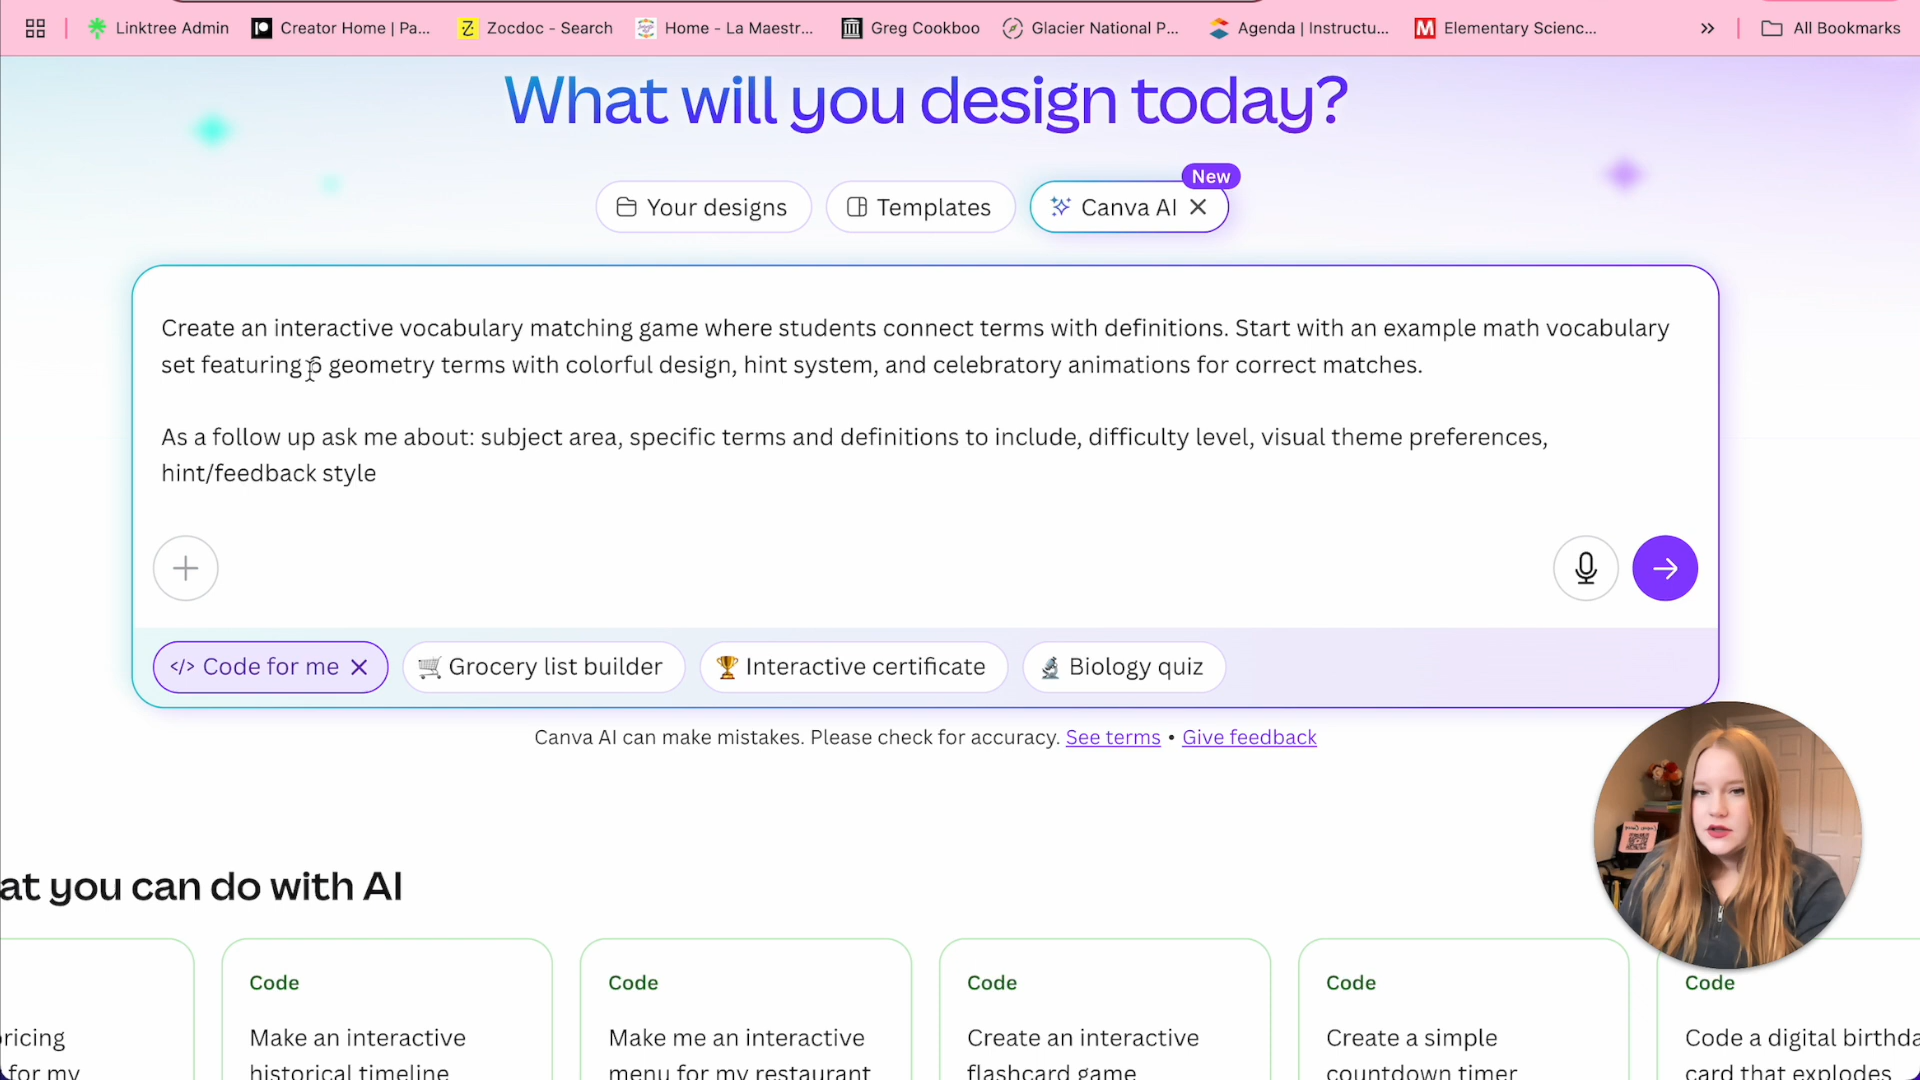 Linktree Admin
Creator Home | Pa...
Zocdoc - Search
Home - La Maestr...
Greg Cookboo
Glacier National P...
Agenda | Instructu...
Elementary Scienc...
All Bookmarks
What will you design today?
New
Your designs
Templates
Canva AI
Create an interactive vocabulary matching game where students connect terms with definitions. Start with an example math vocabulary
set featuring 6 geometry terms with colorful design, hint system, and celebratory animations for correct matches.
As a follow up ask me about: subject area, specific terms and definitions to include, difficulty level, visual theme preferences,
hint/feedback style
</> Code for me
Grocery list builder
Interactive certificate
Biology quiz
Canva AI can make mistakes. Please check for accuracy. See terms • Give feedback
at you can do with AI
Code
Code
Code
Code
Code
ricing
for my
Make an interactive
historical timeline
Make me an interactive
menu for my restaurant
Create an interactive
flashcard game
Create a simple
countdown timer
Code a digital birthda
card that explodes